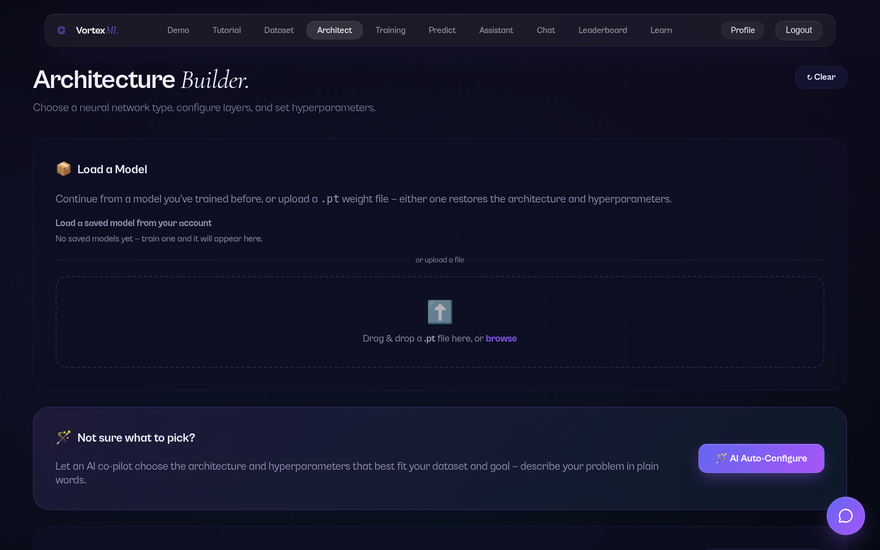 VortexML
Demo
Tutorial
Dataset
Architect
Training
Predict
Assistant
Chat
Leaderboard
Learn
Profile
Logout
Architecture Builder.
↻ Clear
Choose a neural network type, configure layers, and set hyperparameters.
Load a Model
Continue from a model you've trained before, or upload a .pt weight file – either one restores the architecture and hyperparameters.
Load a saved model from your account
No saved models yet – train one and it will appear here.
or upload a file
Drag & drop a .pt file here, or browse
Not sure what to pick?
Let an AI co-pilot choose the architecture and hyperparameters that best fit your dataset and goal – describe your problem in plain
words.
AI Auto-Configure